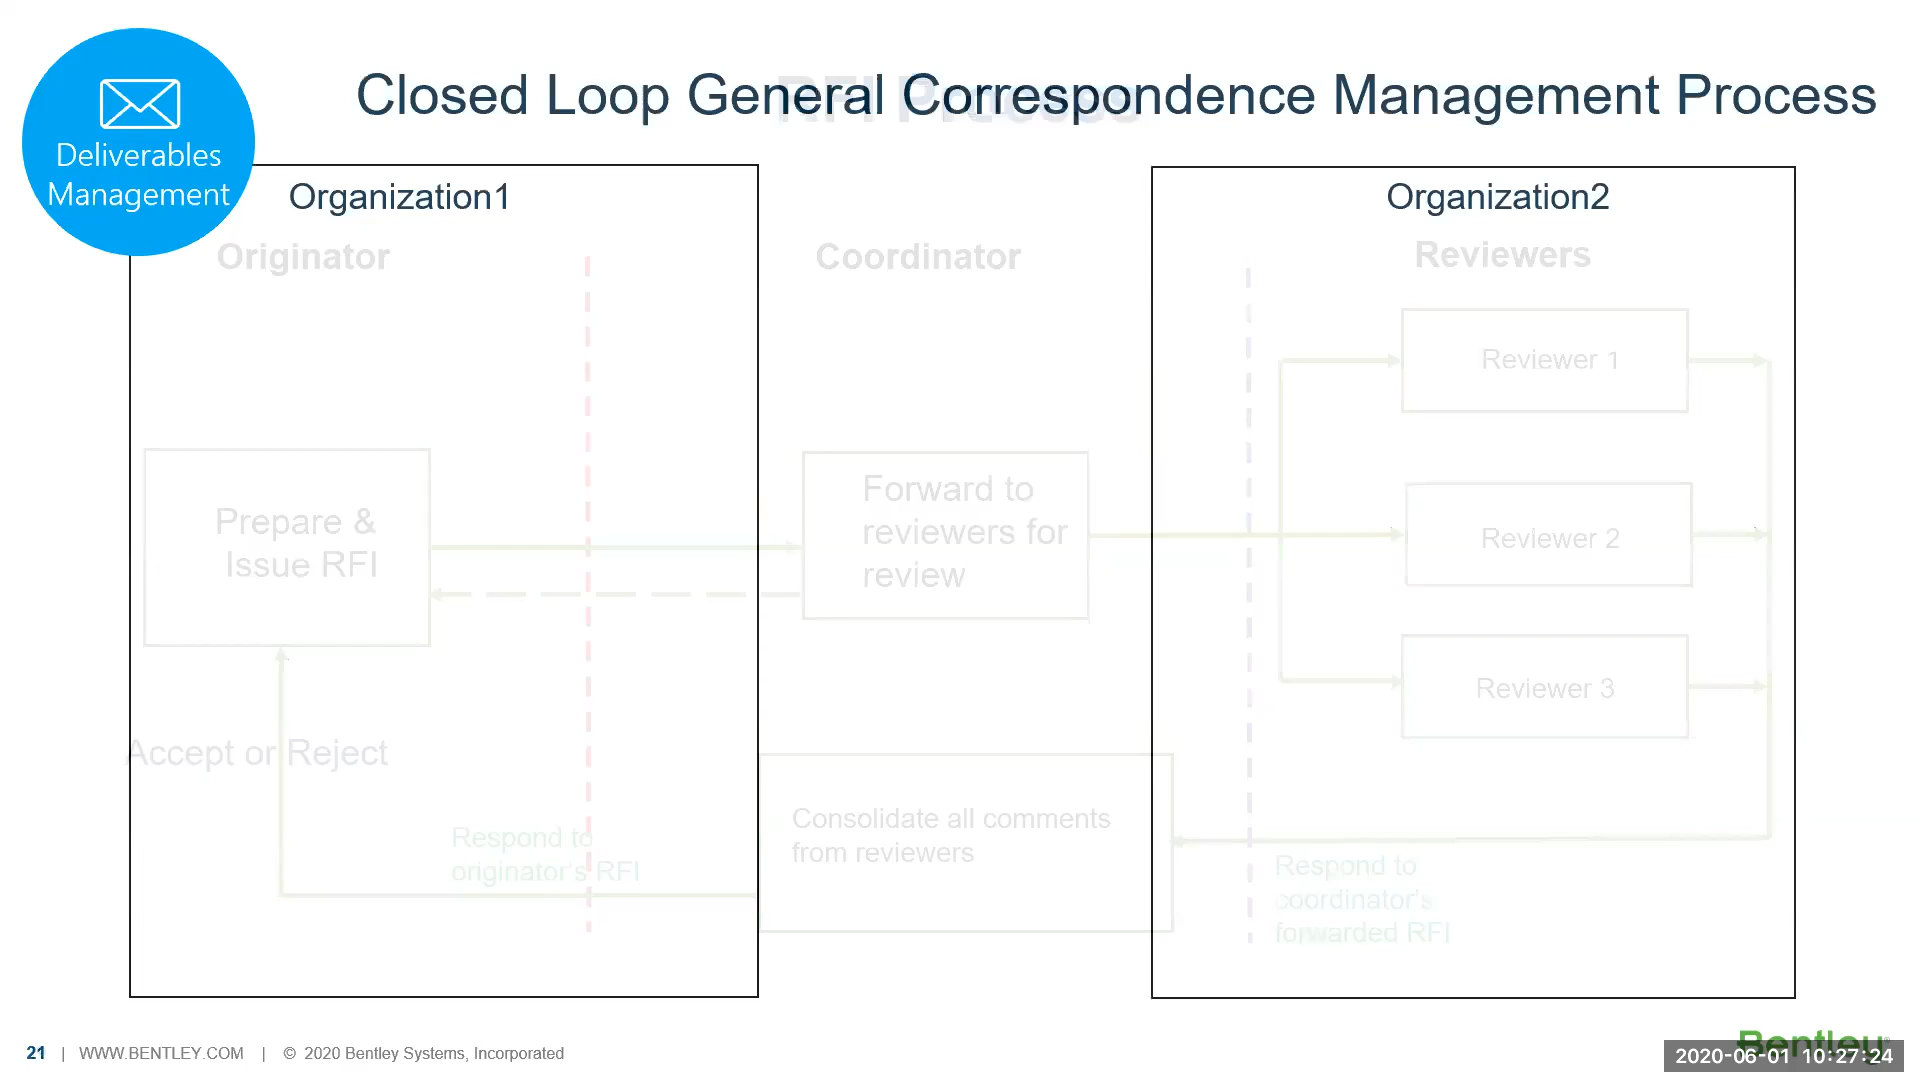 Closed Loop General Correspondence Management Process
RFI Process
Deliverables
Management
Organization1
Organization2
Originator
Coordinator
Reviewers
Reviewer 1
Prepare &
Issue RFI
Forward to
reviewers for
review
Reviewer 2
Reviewer 3
Accept or Reject
Respond to
originator's RFI
Consolidate all comments
from reviewers
Respond to
coordinator's
forwarded RFI
21 | WWW.BENTLEY.COM | © 2020 Bentley Systems, Incorporated
Bentley
2020-06-01 10:27:24